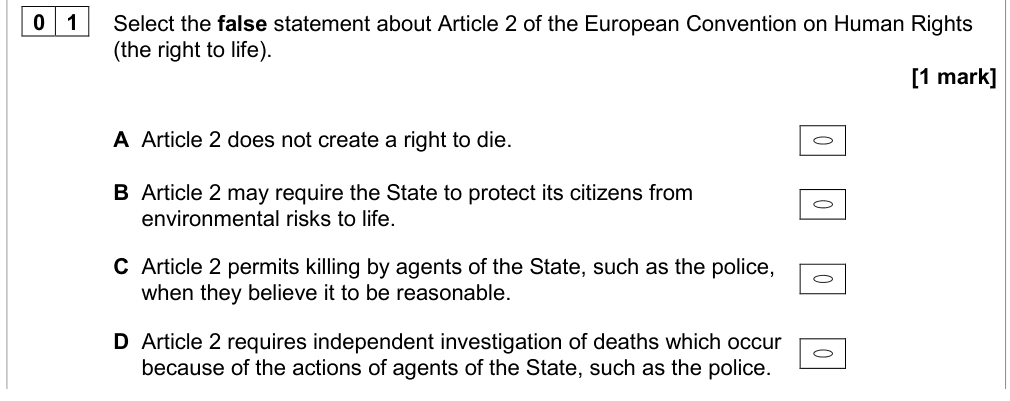 0 1 Select the false statement about Article 2 of the European Convention on Human Rights
(the right to life).
[1 mark]
A Article 2 does not create a right to die.
B Article 2 may require the State to protect its citizens from
environmental risks to life.
C Article 2 permits killing by agents of the State, such as the police,
when they believe it to be reasonable.
D Article 2 requires independent investigation of deaths which occur
because of the actions of agents of the State, such as the police.